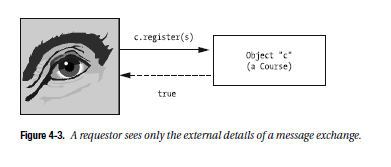 c.register(s)
Object "c"
(a Course)
true
Figure 4-3. A requestor sees only the external details of a message exchange.